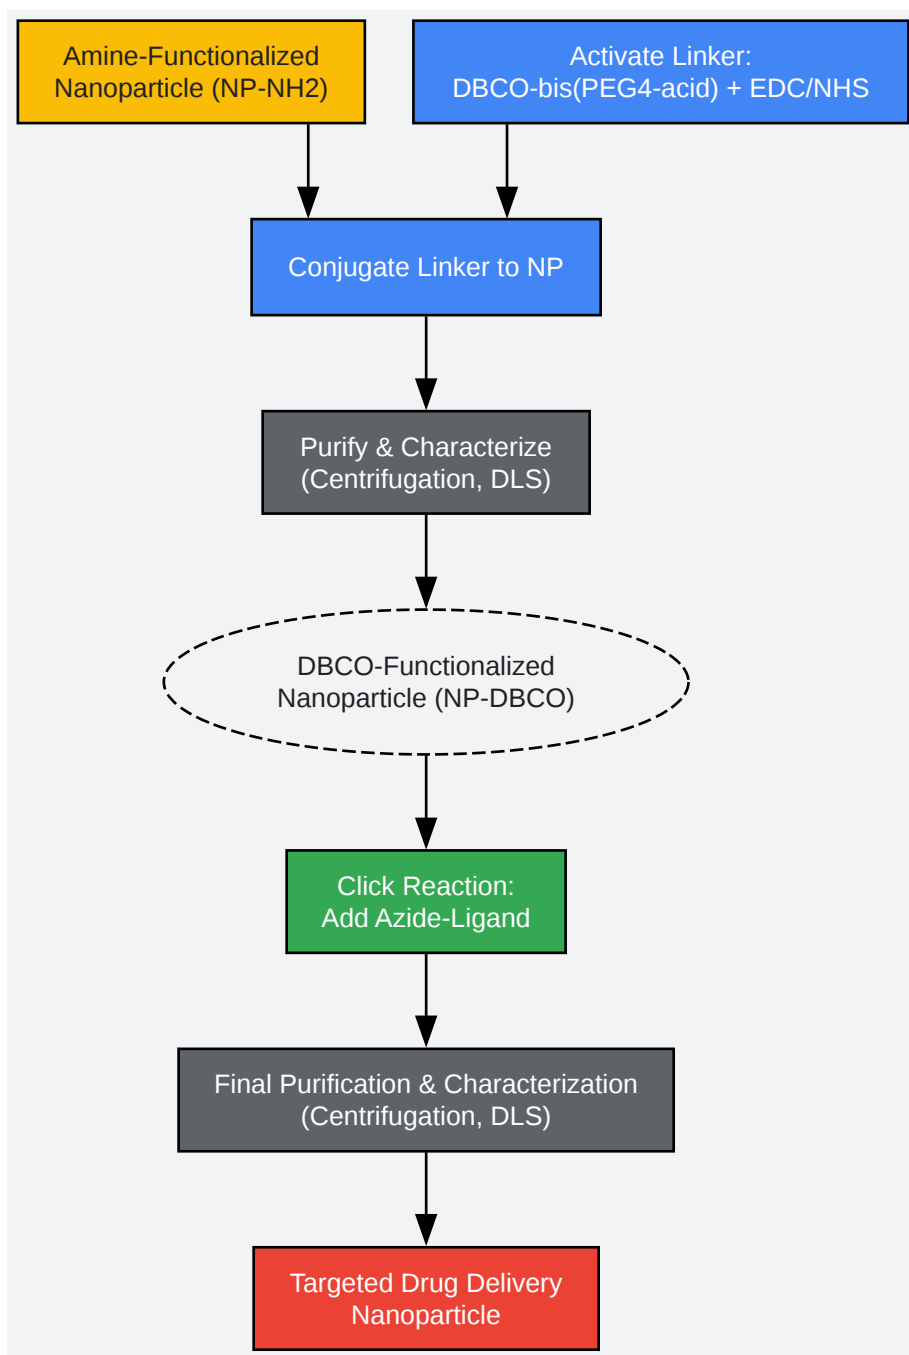 Amine-Functionalized
Nanoparticle (NP-NH2)
Activate Linker:
DBCO-bis(PEG4-acid) + EDC/NHS
Conjugate Linker to NP
Purify & Characterize
(Centrifugation, DLS)
DBCO-Functionalized
Nanoparticle (NP-DBCO)
Click Reaction:
Add Azide-Ligand
Final Purification & Characterization
(Centrifugation, DLS)
Targeted Drug Delivery
Nanoparticle